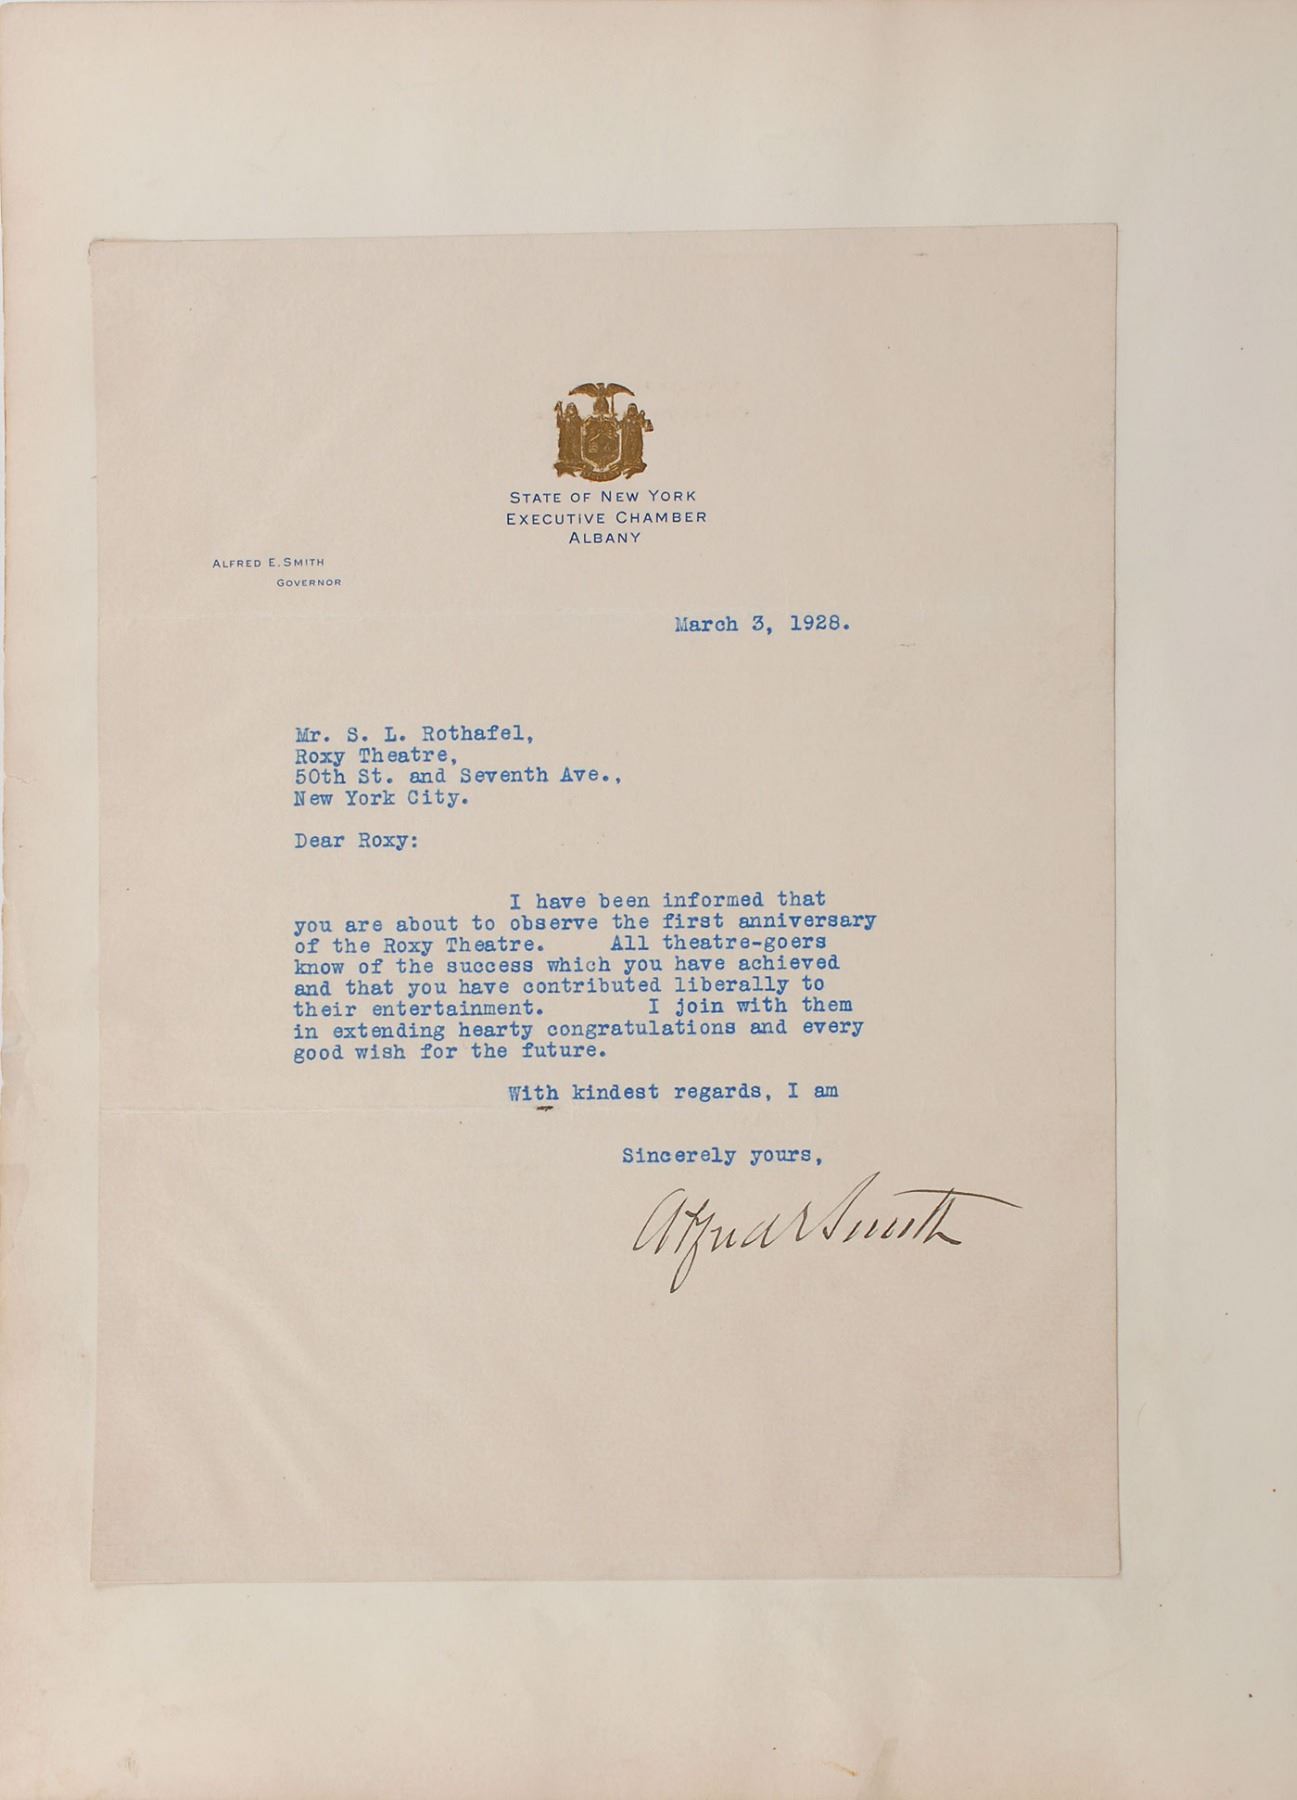 STATE OF NEW YORK
EXECUTIVE CHAMBER
ALBANY
ALFRED E. SMITH
GOVERNOR
March 3, 1928.
Mr. S. L. Rothafel,
Roxy Theatre,
50th St. and Seventh Ave.,
New York City.
Dear Roxy:
I have been informed that
you are about to observe the first anniversary
of the Roxy Theatre. All theatre-goers
know of the success which you have achieved
and that you have contributed liberally to
their entertainment. I join with them
in extending hearty congratulations and every
good wish for the future.
With kindest regards, I am
Sincerely yours,
Alfred E Smith